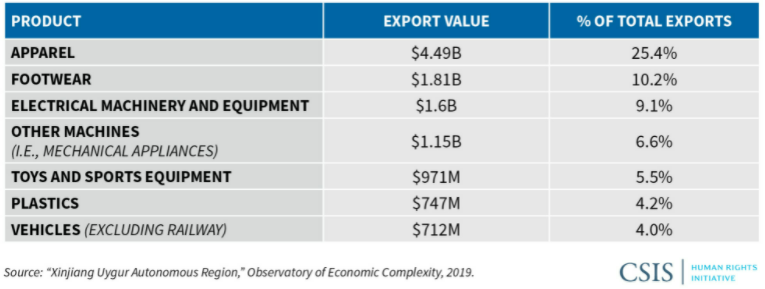 PRODUCT EXPORT VALUE % OF TOTAL EXPORTS
APPAREL $4.49B 25.4%
FOOTWEAR $1.81B 10.2%
ELECTRICAL MACHINERY AND EQUIPMENT $1.6B 9.1%
OTHER MACHINES
(I.E., MECHANICAL APPLIANCES) $1.15B 6.6%
TOYS AND SPORTS EQUIPMENT $971M 5.5%
PLASTICS $747M 4.2%
VEHICLES (EXCLUDING RAILWAY) $712M 4.0%
Source: “Xinjiang Uygur Autonomous Region,” Observatory of Economic Complexity, 2019.
CSIS HUMAN RIGHTS
INITIATIVE